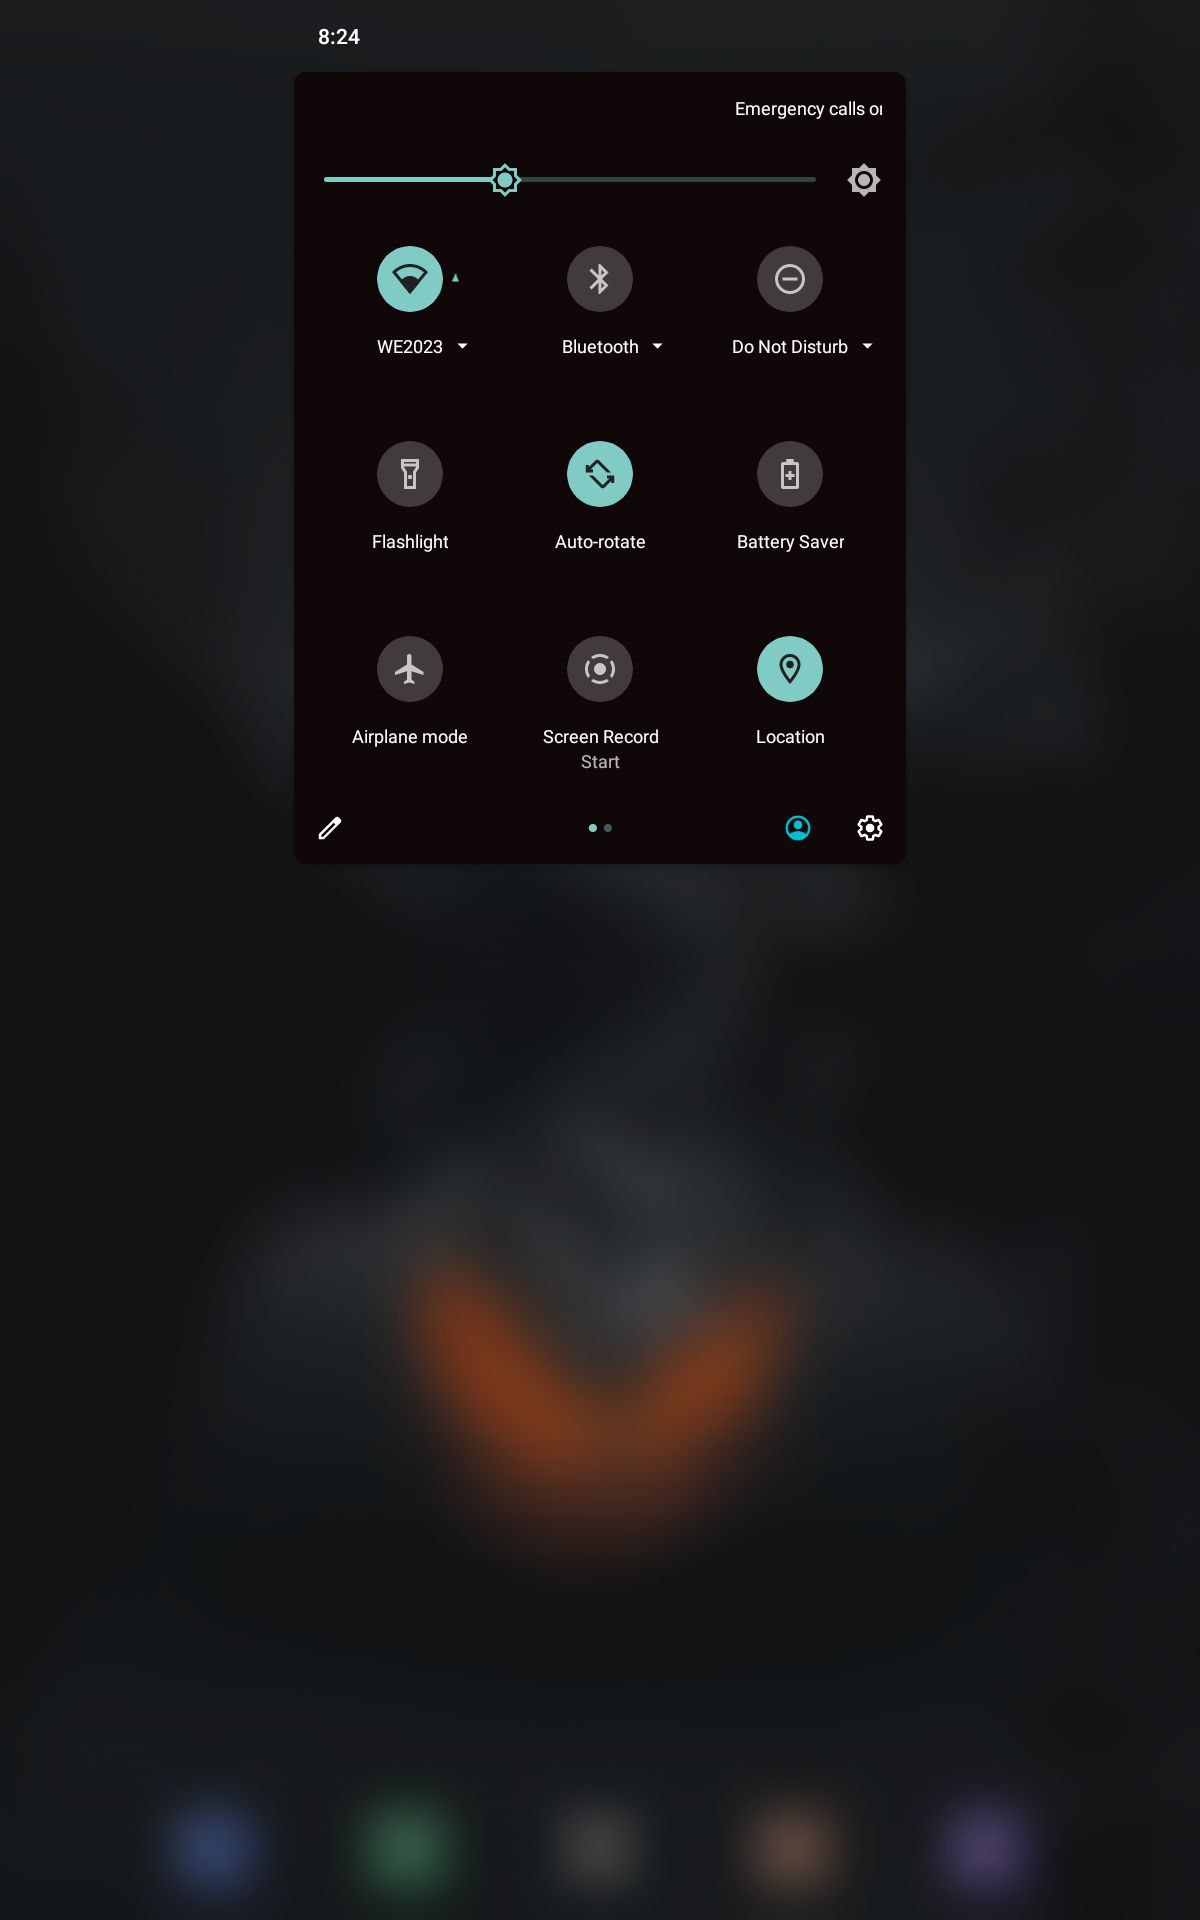 8:24
Emergency calls
WE2023
Bluetooth
Do Not Disturb
Flashlight
Auto-rotate
Battery Saver
Airplane mode
Screen Record
Start
Location